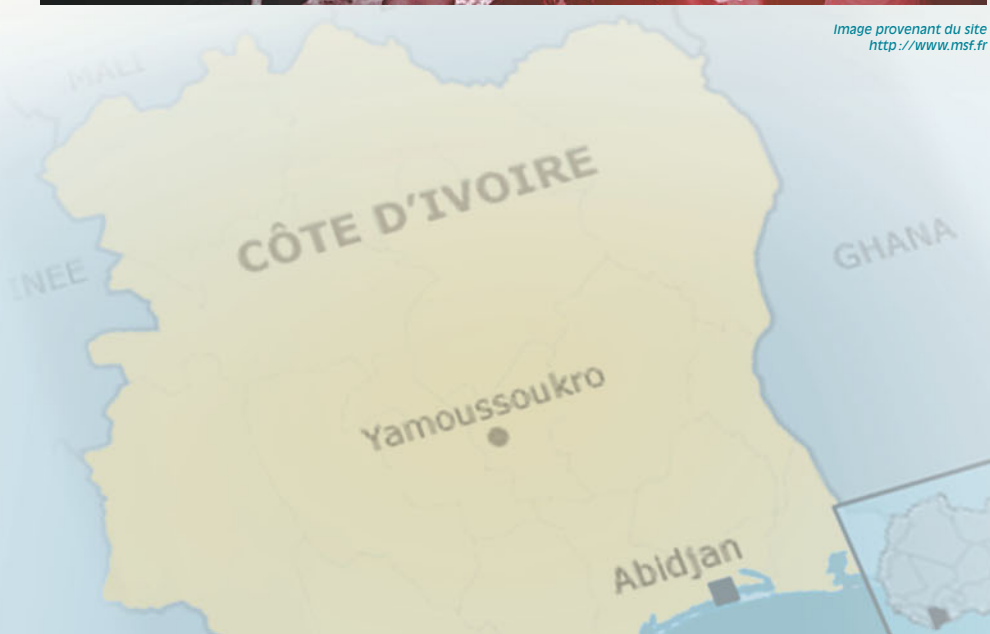 Image provenant du site
http://www.msf.fr
MALI
CÔTE D'IVOIRE
GHANA
INEE
Yamoussoukro
Abidjan